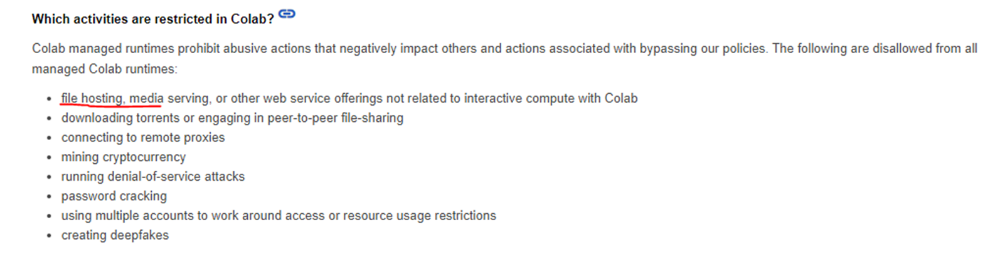 Which activities are restricted in Colab?
Colab managed runtimes prohibit abusive actions that negatively impact others and actions associated with bypassing our policies. The following are disallowed from all
managed Colab runtimes:
• file hosting, media serving, or other web service offerings not related to interactive compute with Colab
• downloading torrents or engaging in peer-to-peer file-sharing
• connecting to remote proxies
• mining cryptocurrency
• running denial-of-service attacks
• password cracking
• using multiple accounts to work around access or resource usage restrictions
• creating deepfakes